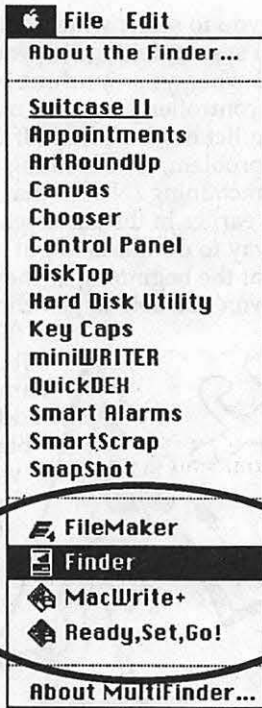 File Edit
About the Finder...
Suitcase II
Appointments
ArtRoundUp
Canvas
Chooser
Control Panel
DiskTop
Hard Disk Utility
Key Caps
miniWRITER
QuickDEX
Smart Alarms
SmartScrap
SnapShot
FileMaker
Finder
MacWrite+
Ready,Set,Go!
About MultiFinder...